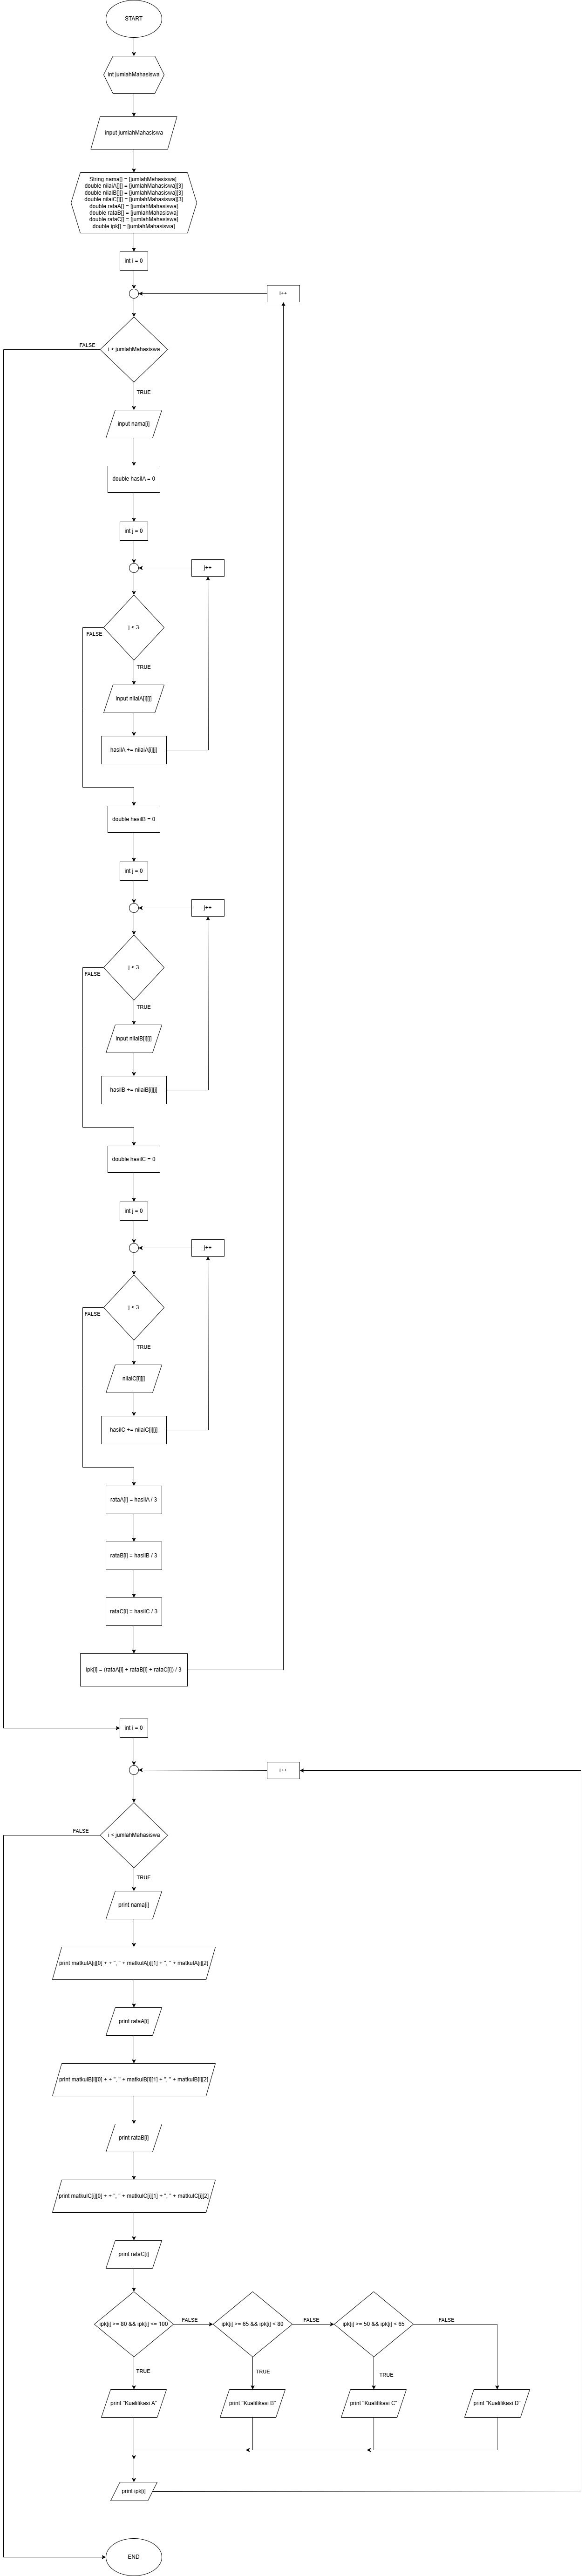 START
int jumlahMahasiswa
input jumlahMahasiswa
String nama[] = [jumlahMahasiswa]
double nilaiA[][] = [jumlahMahasiswa][3]
double nilaiB[][] = [jumlahMahasiswa][3]
double nilaiC[][] = [jumlahMahasiswa][3]
double rataA[] = [jumlahMahasiswa]
double rataB[] = [jumlahMahasiswa]
double rataC[] = [jumlahMahasiswa]
double ipk[] = [jumlahMahasiswa]
int i = 0
i++
FALSE
i < jumlahMahasiswa
TRUE
input nama[i]
double hasilA = 0
int j = 0
j++
j < 3
FALSE
TRUE
input nilaiA[i][j]
hasilA += nilaiA[i][j]
double hasilB = 0
int j = 0
j++
j < 3
FALSE
TRUE
input nilaiB[i][j]
hasilB += nilaiB[i][j]
double hasilC = 0
int j = 0
j++
j < 3
FALSE
TRUE
nilaiC[i][j]
hasilC += nilaiC[i][j]
rataA[i] = hasilA / 3
rataB[i] = hasilB / 3
rataC[i] = hasilC / 3
ipk[i] = (rataA[i] + rataB[i] + rataC[i]) / 3
int i = 0
i++
FALSE
i < jumlahMahasiswa
TRUE
print nama[i]
print matkulA[i][0] + + ", " + matkulA[i][1] + ", " + matkulA[i][2]
print rataA[i]
print matkulB[i][0] + + ", " + matkulB[i][1] + ", " + matkulB[i][2]
print rataB[i]
print matkulC[i][0] + + ", " + matkulC[i][1] + ", " + matkulC[i][2]
print rataC[i]
ipk[i] >= 80 && ipk[i] <= 100
FALSE
ipk[i] >= 65 && ipk[i] < 80
FALSE
ipk[i] >= 50 && ipk[i] < 65
FALSE
TRUE
TRUE
TRUE
print "Kualifikasi A"
print "Kualifikasi B"
print "Kualifikasi C"
print "Kualifikasi D"
print ipk[i]
END